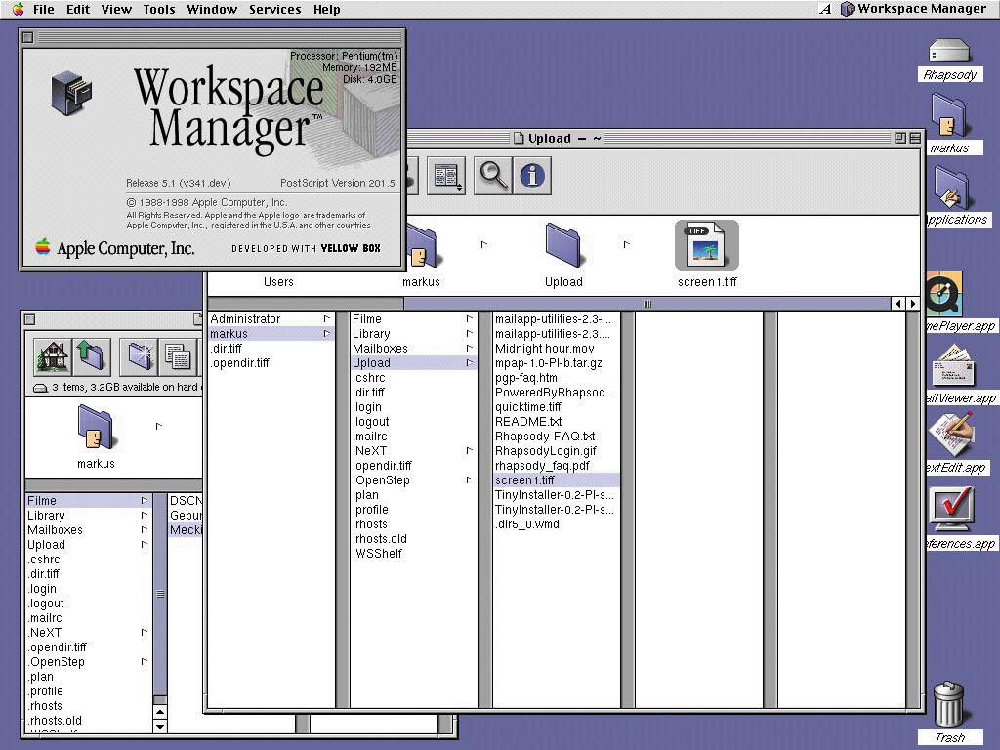 File Edit View Tools Window Services Help
A Workspace Manager
Processor: Pentium(tm)
Memory: 192MB
Disk: 4.0GB
Workspace
Manager™
Release 5.1 (v341.dev) PostScript Version 201.5
© 1988-1998 Apple Computer, Inc.
All Rights Reserved. Apple and the Apple logo are trademarks of
Apple Computer, Inc., registered in the U.S.A. and other countries
Apple Computer, Inc. DEVELOPED WITH YELLOW BOX
Upload — ~
TIFF
Users markus Upload screen1.tiff
Administrator
markus
.dir.tiff
.opendir.tiff
Filme
Library
Mailboxes
Upload
.cshrc
.dir.tiff
.login
.logout
.mailrc
.NeXT
.opendir.tiff
.OpenStep
.plan
.profile
.rhosts
.rhosts.old
.WSShelf
mailapp-utilities-2.3-...
mailapp-utilities-2.3....
Midnight hour.mov
mpap-1.0-PI-b.tar.gz
pgp-faq.htm
PoweredByRhapsod...
quicktime.tiff
README.txt
Rhapsody-FAQ.txt
RhapsodyLogin.gif
rhapsody_faq.pdf
screen1.tiff
TinyInstaller-0.2-PI-s...
TinyInstaller-0.2-PI-s...
.dir5_0.wmd
3 items, 3.2GB available on hard
markus
Filme
Library
Mailboxes
Upload
.cshrc
.dir.tiff
.login
.logout
.mailrc
.NeXT
.opendir.tiff
.OpenStep
.plan
.profile
.rhosts
.rhosts.old
.WSShelf
DSCN
Gebur
Mecki
Rhapsody
markus
pplications
mePlayer.app
ailViewer.app
extEdit.app
erences.app
Trash